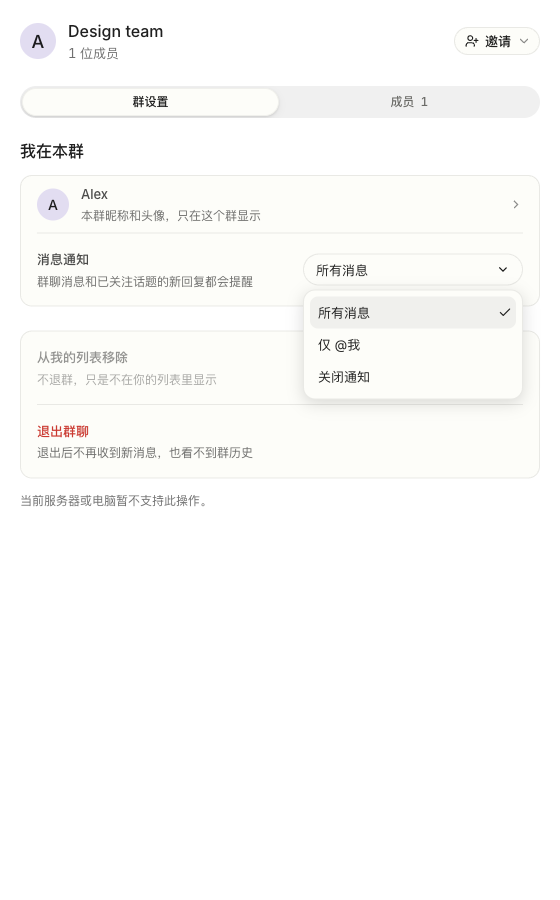 A
Design team
1 位成员
邀请
群设置
成员 1
我在本群
A
Alex
本群昵称和头像，只在这个群显示
消息通知
群聊消息和已关注话题的新回复都会提醒
所有消息
所有消息
仅 @我
关闭通知
从我的列表移除
不退群，只是不在你的列表里显示
退出群聊
退出后不再收到新消息，也看不到群历史
当前服务器或电脑暂不支持此操作。